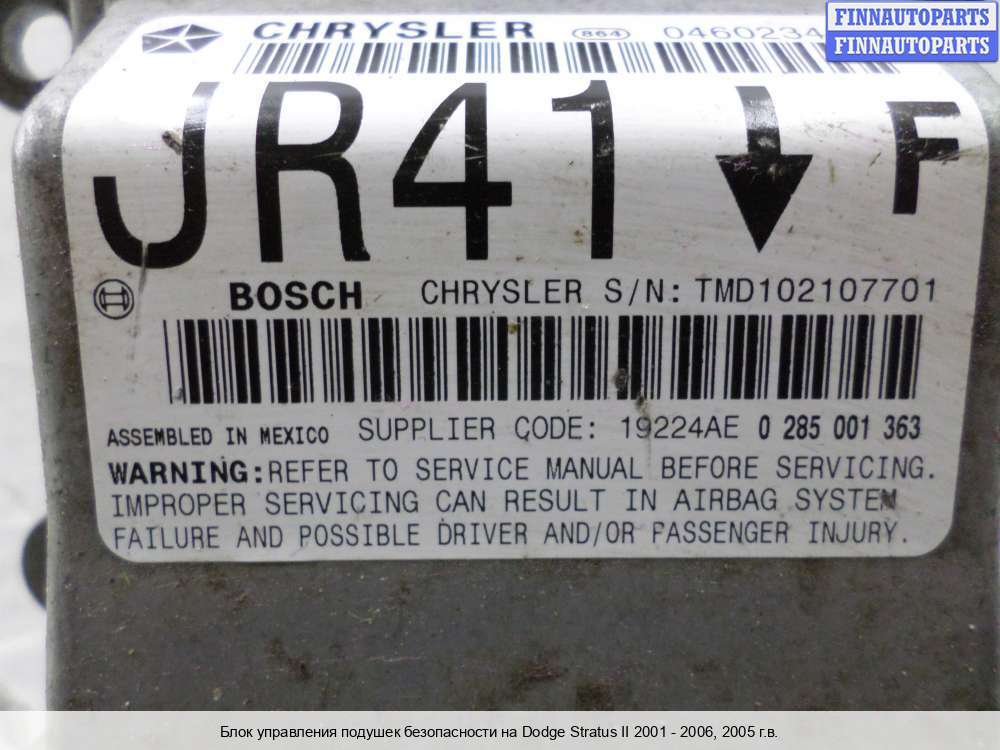 FINNAUTOPARTS
FINNAUTOPARTS
CHRYSLER 864
JR41 F
BOSCH CHRYSLER S/N: TMD102107701
ASSEMBLED IN MEXICO SUPPLIER CODE: 19224AE 0 285 001 363
WARNING:REFER TO SERVICE MANUAL BEFORE SERVICING.
IMPROPER SERVICING CAN RESULT IN AIRBAG SYSTEM
FAILURE AND POSSIBLE DRIVER AND/OR PASSENGER INJURY.
Блок управления подушек безопасности на Dodge Stratus II 2001 - 2006, 2005 г.в.